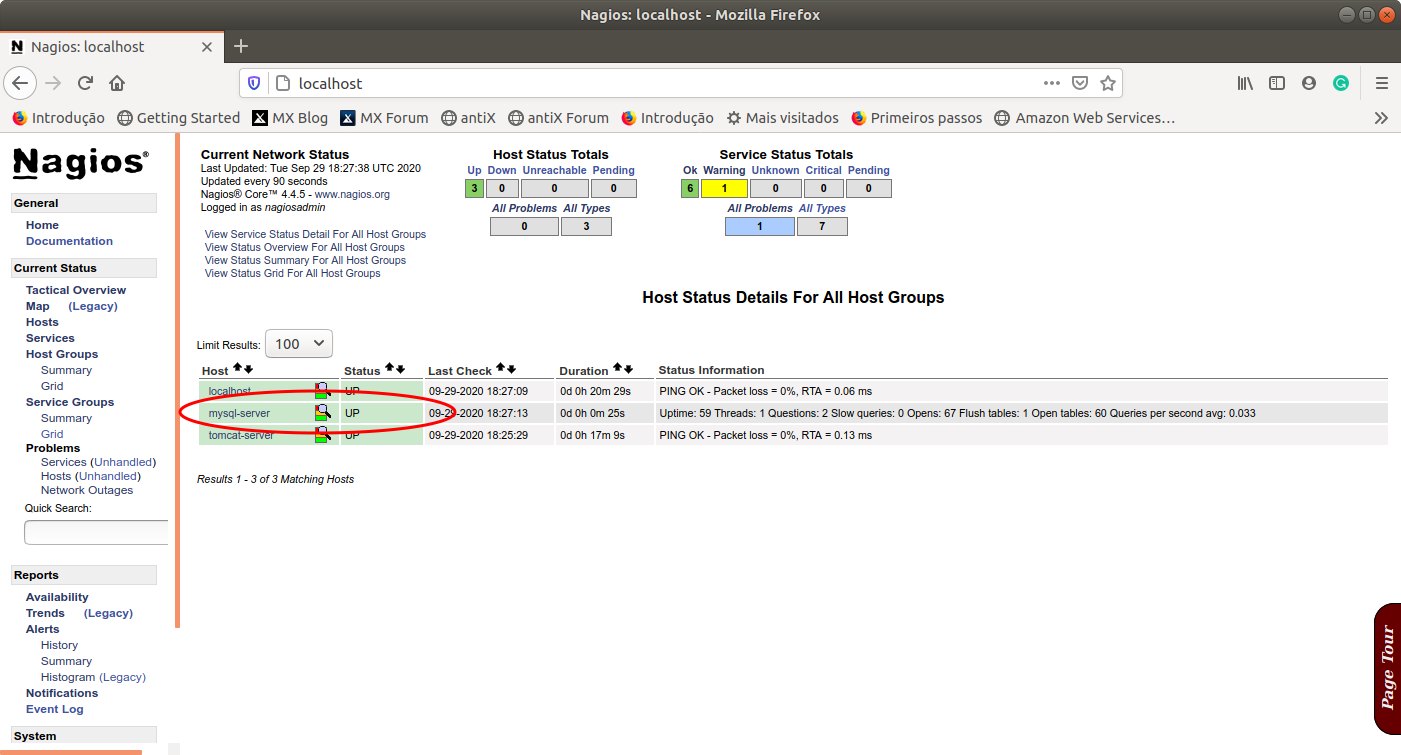 Nagios: localhost - Mozilla Firefox
Nagios: localhost
localhost
Introdução Getting Started MX Blog MX Forum antiX antiX Forum Introdução Mais visitados Primeiros passos Amazon Web Services…
Nagios®
General
Home
Documentation
Current Status
Tactical Overview
Map (Legacy)
Hosts
Services
Host Groups
Summary
Grid
Service Groups
Summary
Grid
Problems
Services (Unhandled)
Hosts (Unhandled)
Network Outages
Quick Search:
Reports
Availability
Trends (Legacy)
Alerts
History
Summary
Histogram (Legacy)
Notifications
Event Log
System
Current Network Status
Last Updated: Tue Sep 29 18:27:38 UTC 2020
Updated every 90 seconds
Nagios® Core™ 4.4.5 - www.nagios.org
Logged in as nagiosadmin
View Service Status Detail For All Host Groups
View Status Overview For All Host Groups
View Status Summary For All Host Groups
View Status Grid For All Host Groups
Host Status Totals
Up Down Unreachable Pending
3 0 0 0
All Problems All Types
0 3
Service Status Totals
Ok Warning Unknown Critical Pending
6 1 0 0 0
All Problems All Types
1 7
Host Status Details For All Host Groups
Limit Results: 100
Host Status Last Check Duration Status Information
localhost UP 09-29-2020 18:27:09 0d 0h 20m 29s PING OK - Packet loss = 0%, RTA = 0.06 ms
mysql-server UP 09-29-2020 18:27:13 0d 0h 0m 25s Uptime: 59 Threads: 1 Questions: 2 Slow queries: 0 Opens: 67 Flush tables: 1 Open tables: 60 Queries per second avg: 0.033
tomcat-server UP 09-29-2020 18:25:29 0d 0h 17m 9s PING OK - Packet loss = 0%, RTA = 0.13 ms
Results 1 - 3 of 3 Matching Hosts
Page Tour